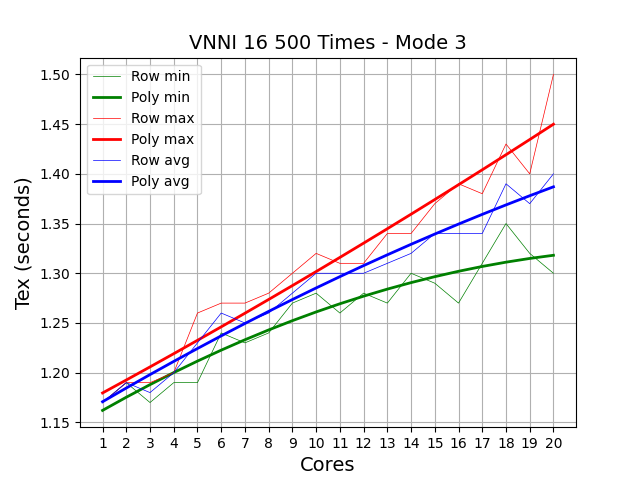 VNNI 16 500 Times - Mode 3
Row min
Poly min
Row max
Poly max
Row avg
Poly avg
1.50
1.45
1.40
1.35
1.30
1.25
1.20
1.15
Tex (seconds)
1 2 3 4 5 6 7 8 9 10 11 12 13 14 15 16 17 18 19 20
Cores